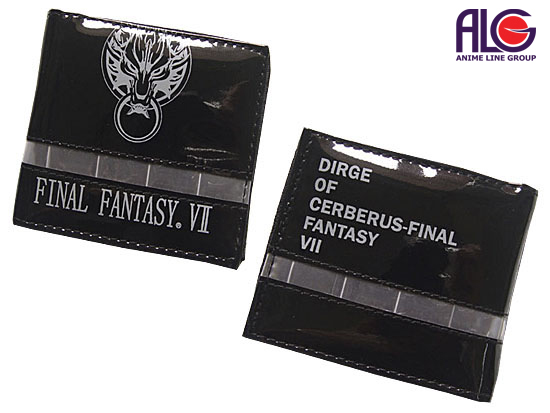 ALG
ANIME LINE GROUP
FINAL FANTASY® VII
DIRGE
OF
CERBERUS-FINAL
FANTASY
VII